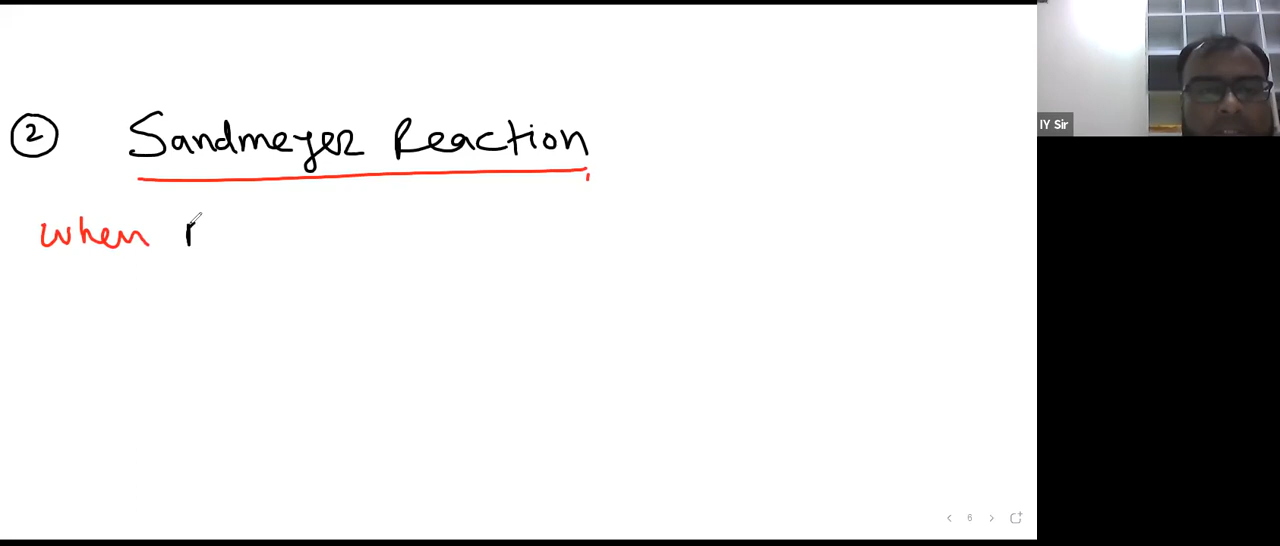 ② Sandmeyer Reaction
when
IY Sir
6